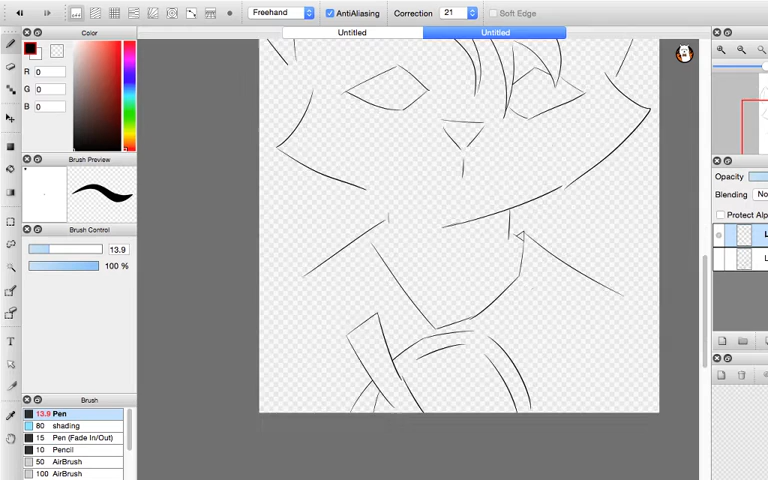 Freehand AntiAliasing Correction 21 Soft Edge
Untitled Untitled
Color
R 0
G 0
B 0
Brush Preview
Brush Control
13.9
100 %
Brush
13.9 Pen
80 shading
15 Pen (Fade In/Out)
10 Pencil
50 AirBrush
100 AirBrush
T
Opacity
Blending No
Protect Alp
L
L